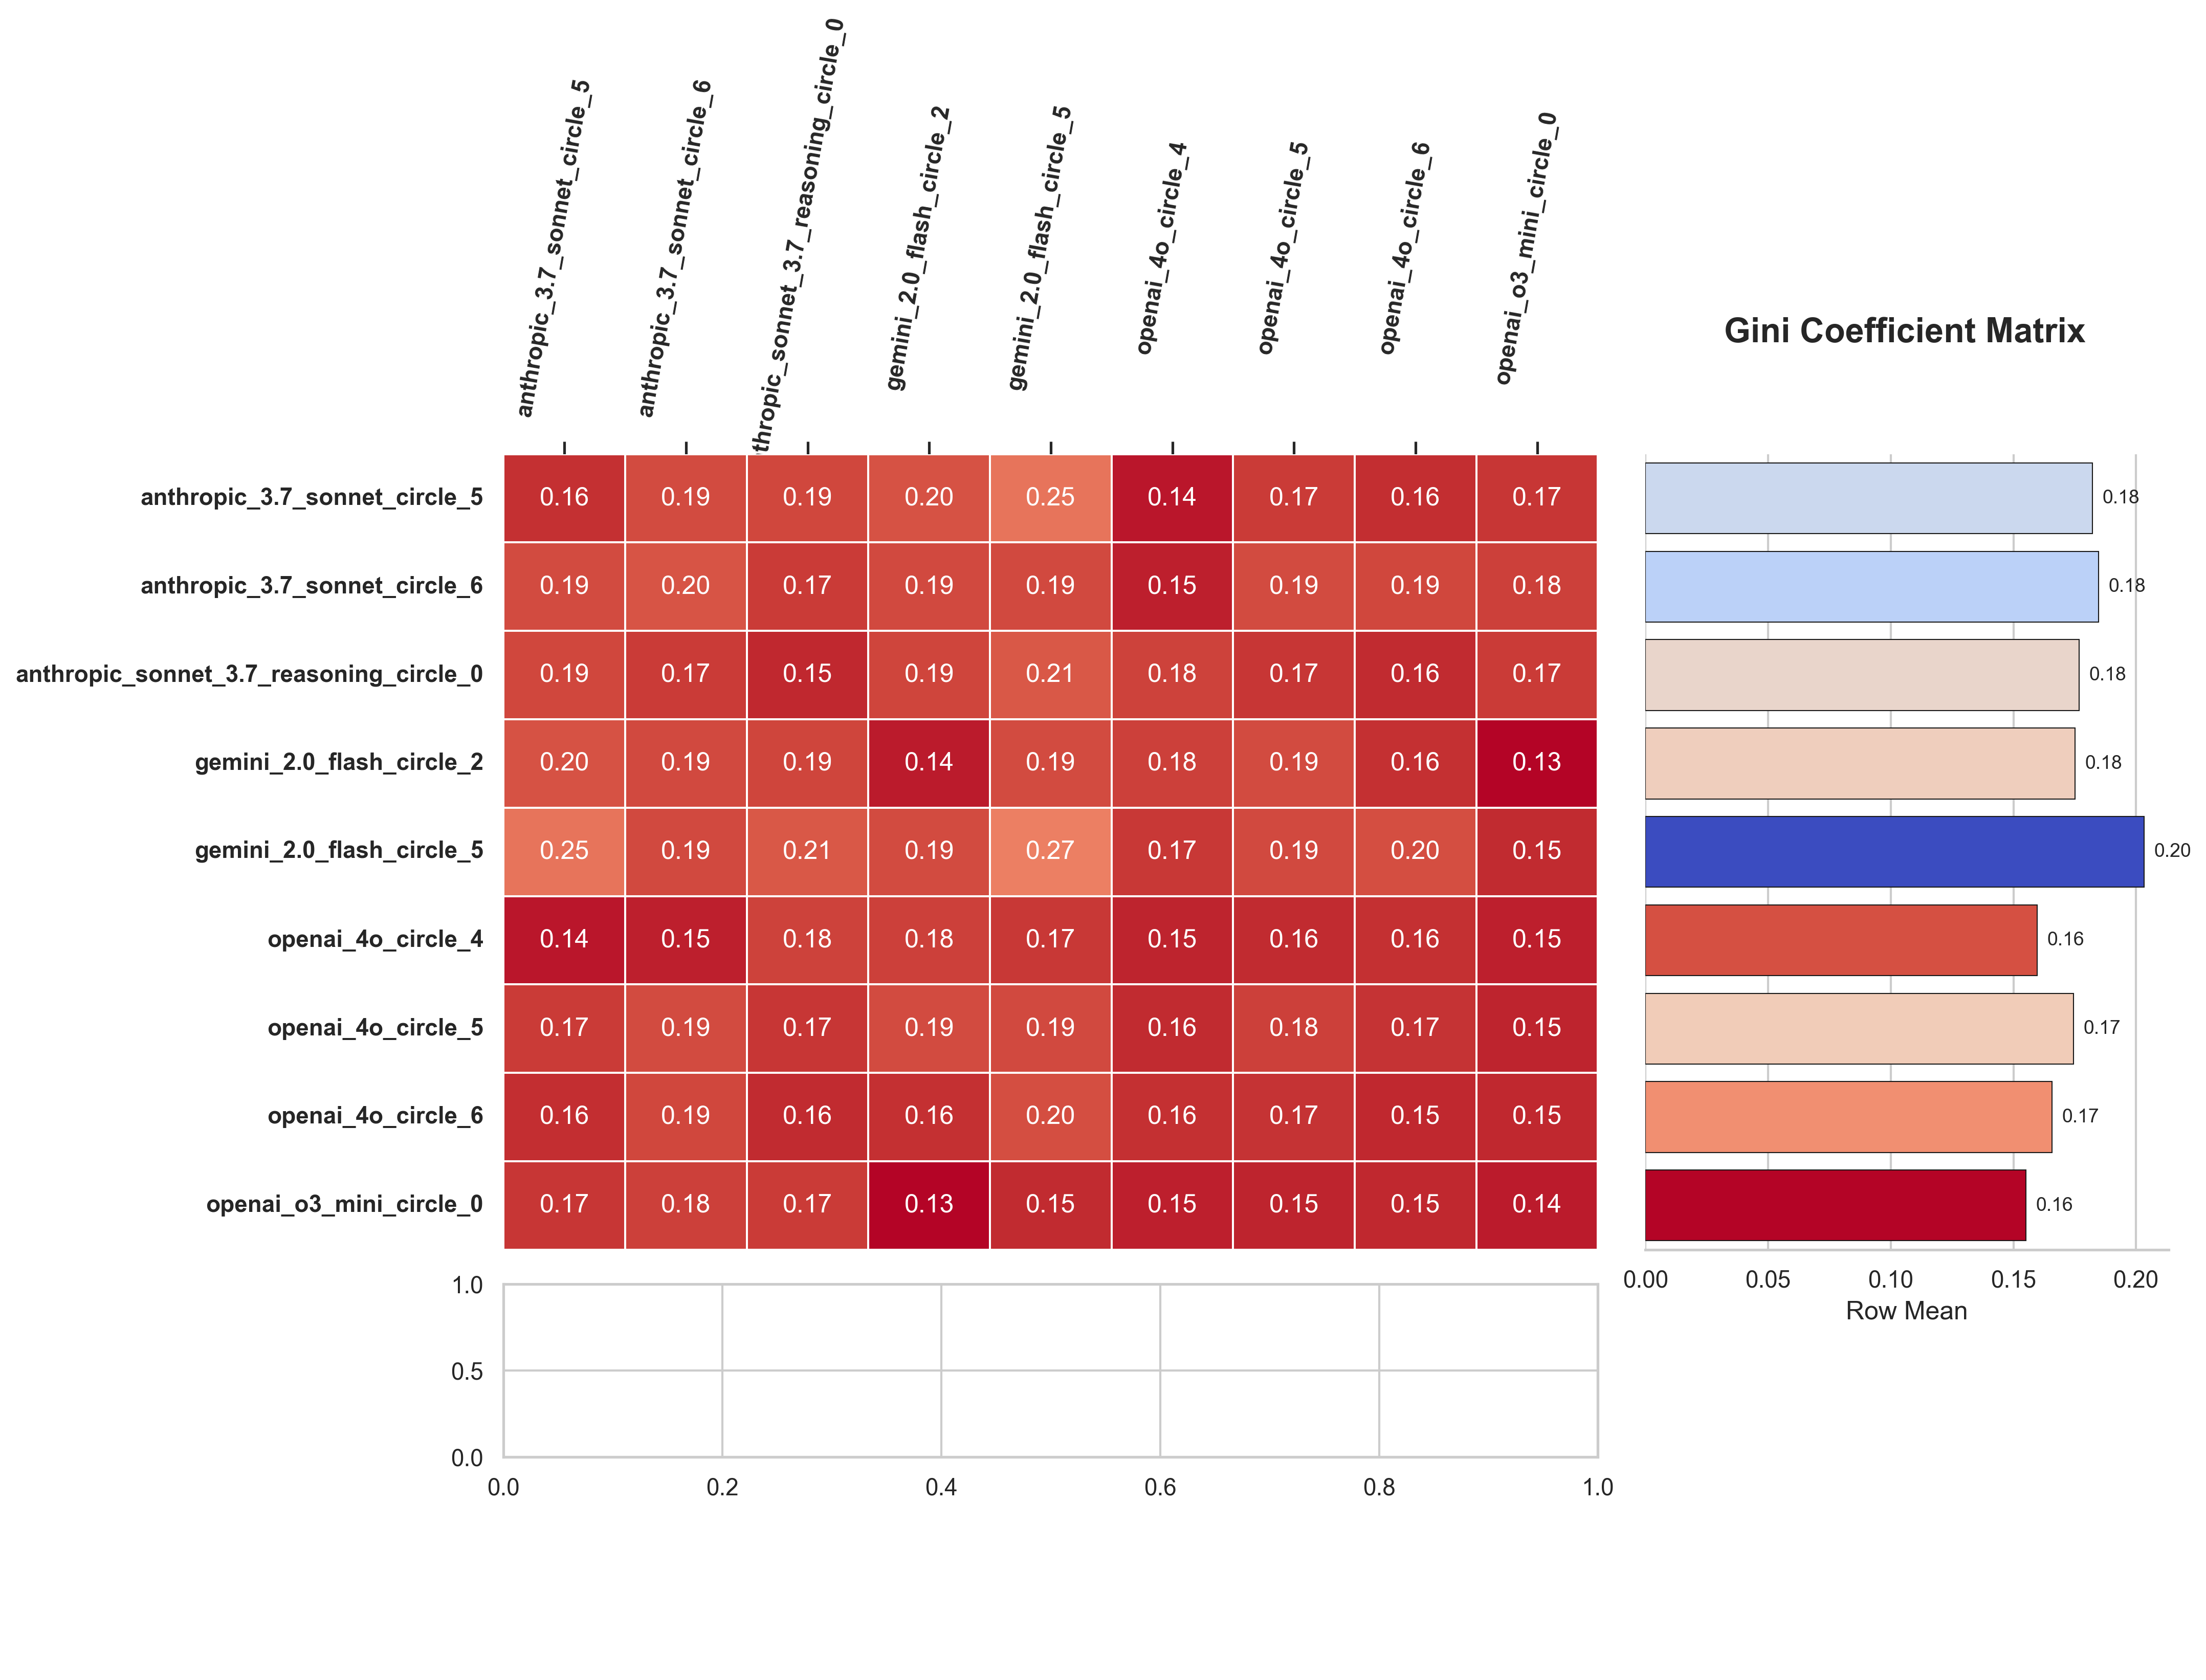 anthropic_3.7_sonnet_circle_5
anthropic_3.7_sonnet_circle_6
thropic_sonnet_3.7_reasoning_circle_0
gemini_2.0_flash_circle_2
gemini_2.0_flash_circle_5
openai_4o_circle_4
openai_4o_circle_5
openai_4o_circle_6
openai_o3_mini_circle_0
Gini Coefficient Matrix
anthropic_3.7_sonnet_circle_5 0.16 0.19 0.19 0.20 0.25 0.14 0.17 0.16 0.17 0.18
anthropic_3.7_sonnet_circle_6 0.19 0.20 0.17 0.19 0.19 0.15 0.19 0.19 0.18 0.18
anthropic_sonnet_3.7_reasoning_circle_0 0.19 0.17 0.15 0.19 0.21 0.18 0.17 0.16 0.17 0.18
gemini_2.0_flash_circle_2 0.20 0.19 0.19 0.14 0.19 0.18 0.19 0.16 0.13 0.18
gemini_2.0_flash_circle_5 0.25 0.19 0.21 0.19 0.27 0.17 0.19 0.20 0.15 0.20
openai_4o_circle_4 0.14 0.15 0.18 0.18 0.17 0.15 0.16 0.16 0.15 0.16
openai_4o_circle_5 0.17 0.19 0.17 0.19 0.19 0.16 0.18 0.17 0.15 0.17
openai_4o_circle_6 0.16 0.19 0.16 0.16 0.20 0.16 0.17 0.15 0.15 0.17
openai_o3_mini_circle_0 0.17 0.18 0.17 0.13 0.15 0.15 0.15 0.15 0.14 0.16
0.00 0.05 0.10 0.15 0.20
Row Mean
1.0
0.5
0.0
0.0 0.2 0.4 0.6 0.8 1.0